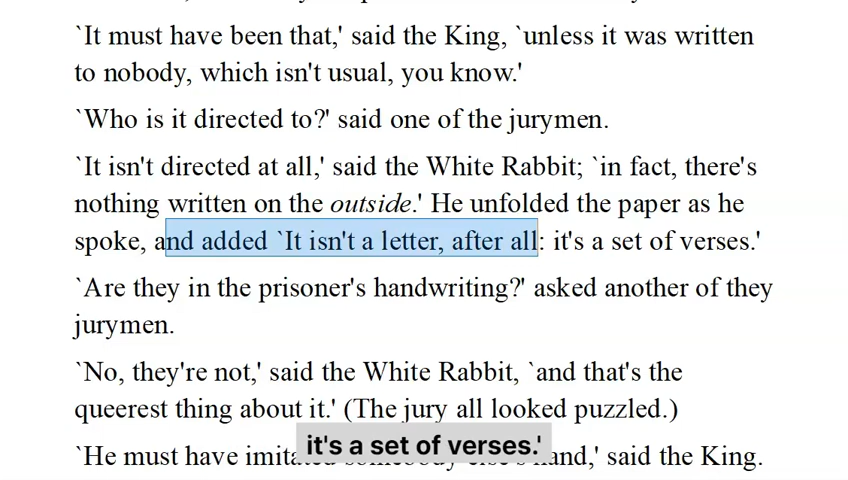 `It must have been that,' said the King, `unless it was written
to nobody, which isn't usual, you know.'
`Who is it directed to?' said one of the jurymen.
`It isn't directed at all,' said the White Rabbit; `in fact, there's
nothing written on the outside.' He unfolded the paper as he
spoke, and added `It isn't a letter, after all: it's a set of verses.'
`Are they in the prisoner's handwriting?' asked another of they
jurymen.
`No, they're not,' said the White Rabbit, `and that's the
queerest thing about it.' (The jury all looked puzzled.)
`He must have imitated somebody else's hand,' said the King.
it's a set of verses.'